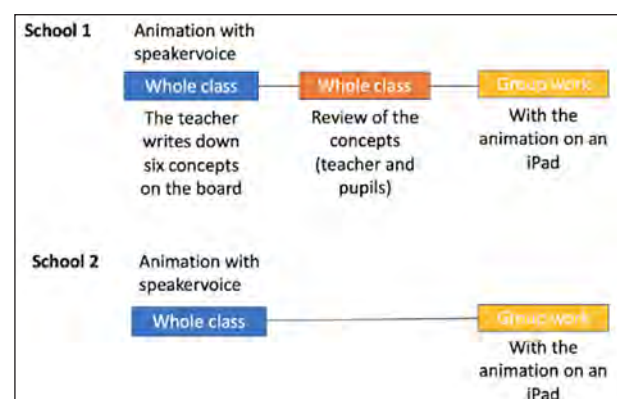 School 1
Animation with
speakervoice
Whole class
Whole class
Group work
The teacher
writes down
six concepts
on the board
Review of the
concepts
(teacher and
pupils)
With the
animation on an
iPad
School 2
Animation with
speakervoice
Whole class
Group work
With the
animation on an
iPad